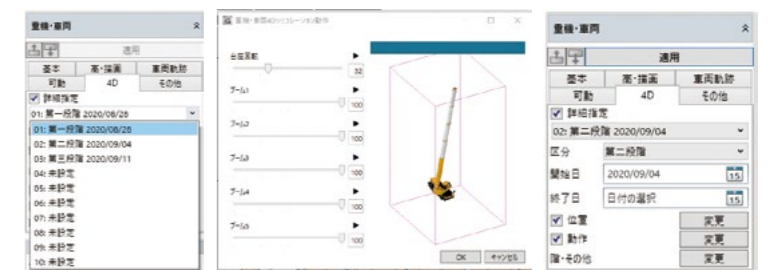 重機・車両
適用
基本 高・描画 車両軌跡
可動 4D その他
詳細指定
01: 第一段階 2020/08/28
01: 第一段階 2020/08/28
02: 第二段階 2020/09/04
03: 第三段階 2020/09/11
04: 未設定
05: 未設定
06: 未設定
07: 未設定
08: 未設定
09: 未設定
10: 未設定
重機・車両4Dシミュレーション動作
台座回転
32
ブーム1
100
ブーム2
100
ブーム3
100
ブーム4
100
ブーム5
100
OK キャンセル
重機・車両
適用
基本 高・描画 車両軌跡
可動 4D その他
詳細指定
02: 第二段階 2020/09/04
区分 第二段階
開始日 2020/09/04 15
終了日 日付の選択 15
位置 変更
動作 変更
階・その他 変更